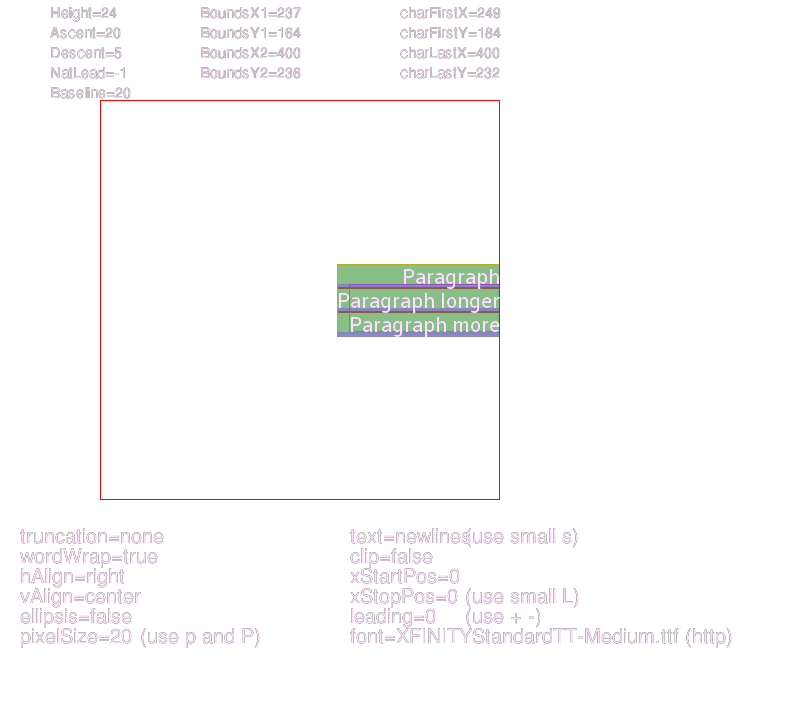 Height=24 BoundsX1=237 charFirstX=249
Ascent=20 BoundsY1=164 charFirstY=184
Descent=5 BoundsX2=400 charLastX=400
NatLead=-1 BoundsY2=236 charLastY=232
Baseline=20
Paragraph
Paragraph longer
Paragraph more
truncation=none text=newlines(use small s)
wordWrap=true clip=false
hAlign=right xStartPos=0
vAlign=center xStopPos=0 (use small L)
ellipsis=false leading=0 (use + -)
pixelSize=20 (use p and P) font=XFINITYStandardTT-Medium.ttf (http)